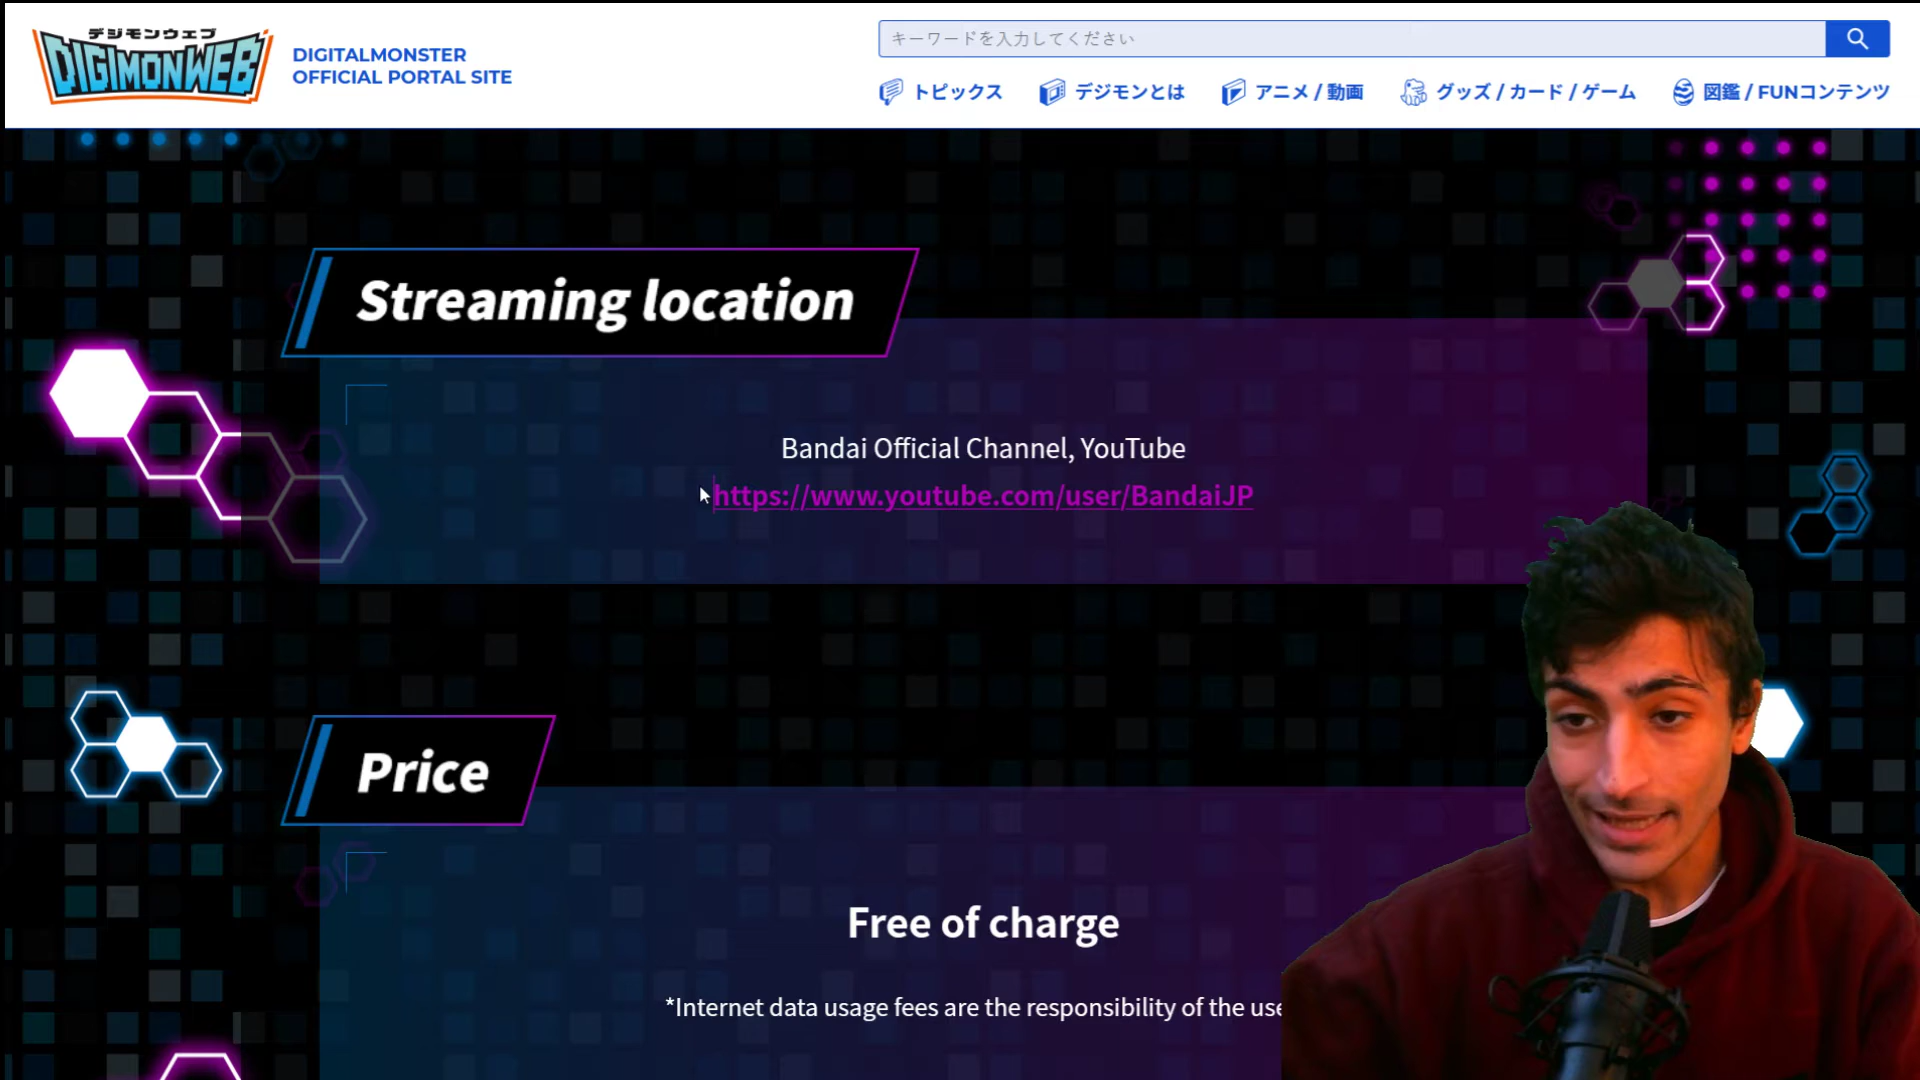 デジモンウェブ
DIGIMONWEB
DIGITALMONSTER
OFFICIAL PORTAL SITE
キーワードを入力してください
トピックス
デジモンとは
アニメ / 動画
グッズ / カード / ゲーム
図鑑 / FUNコンテンツ
Streaming location
Bandai Official Channel, YouTube
https://www.youtube.com/user/BandaiJP
Price
Free of charge
*Internet data usage fees are the responsibility of the use